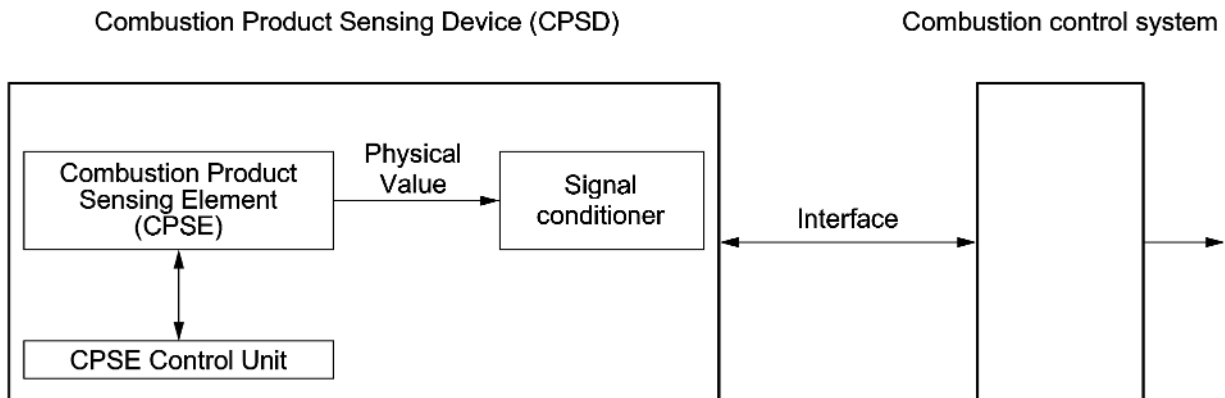 Combustion Product Sensing Device (CPSD)
Combustion control system
Combustion Product
Sensing Element
(CPSE)
Physical
Value
Signal
conditioner
Interface
CPSE Control Unit